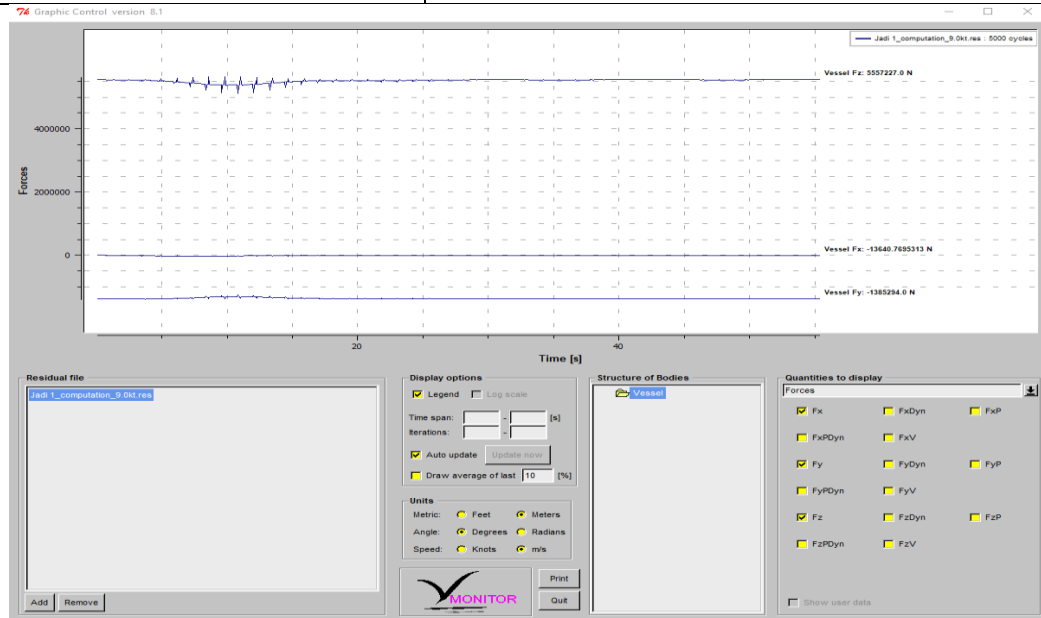 Graphic Control version 8.1
Jadi 1_computation_9.0kt.res : 5000 cycles
Vessel Fz: 5557227.0 N
4000000
Forces
2000000
Vessel Fx: -13640.7695313 N
0
Vessel Fy: -1385294.0 N
20
40
Time [s]
Residual file
Jadi 1_computation_9.0kt.res
Add
Remove
Display options
Legend
Log scale
Time span: - [s]
Iterations: -
Auto update
Update now
Draw average of last 10 [%]
Units
Metric: Feet Meters
Angle: Degrees Radians
Speed: Knots m/s
MONITOR
Print
Quit
Structure of Bodies
Vessel
Quantities to display
Forces
Fx FxDyn FxP
FxPDyn FxV
Fy FyDyn FyP
FyPDyn FyV
Fz FzDyn FzP
FzPDyn FzV
Show user data